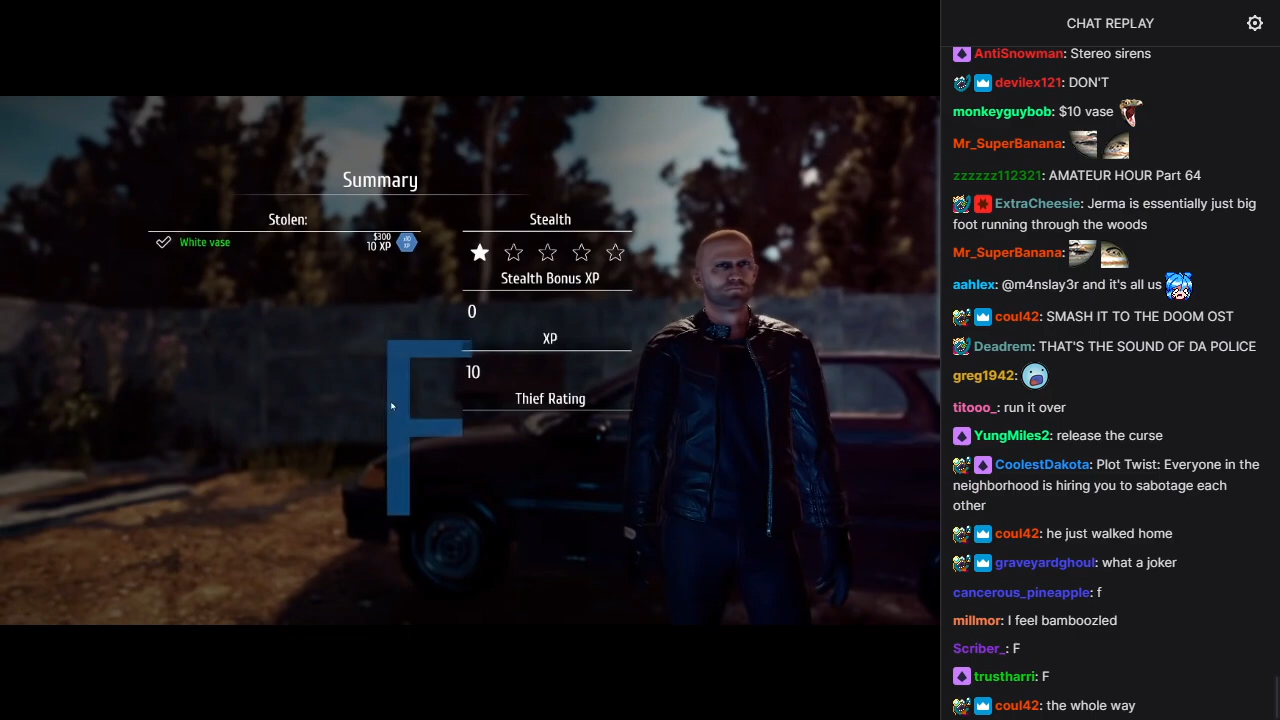 Summary
Stolen:
White vase
$300
10 XP
x10
XP
Stealth
Stealth Bonus XP
0
XP
10
Thief Rating
F
CHAT REPLAY
AntiSnowman: Stereo sirens
devilex121: DON'T
monkeyguybob: $10 vase
Mr_SuperBanana:
zzzzzz112321: AMATEUR HOUR Part 64
ExtraCheesie: Jerma is essentially just big
foot running through the woods
Mr_SuperBanana:
aahlex: @m4nslay3r and it's all us
coul42: SMASH IT TO THE DOOM OST
Deadrem: THAT'S THE SOUND OF DA POLICE
greg1942:
titooo_: run it over
YungMiles2: release the curse
CoolestDakota: Plot Twist: Everyone in the
neighborhood is hiring you to sabotage each
other
coul42: he just walked home
graveyardghoul: what a joker
cancerous_pineapple: f
millmor: I feel bamboozled
Scriber_: F
trustharri: F
coul42: the whole way